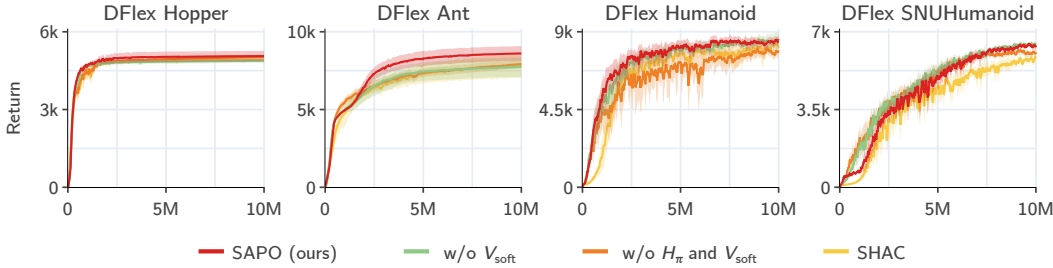 DFlex Hopper
DFlex Ant
DFlex Humanoid
DFlex SNUHumanoid
Return
6k
3k
0
0
5M
10M
10k
5k
0
0
5M
10M
9k
4.5k
0
0
5M
10M
7k
3.5k
0
0
5M
10M
SAPO (ours)
w/o V_soft
w/o H_π and V_soft
SHAC